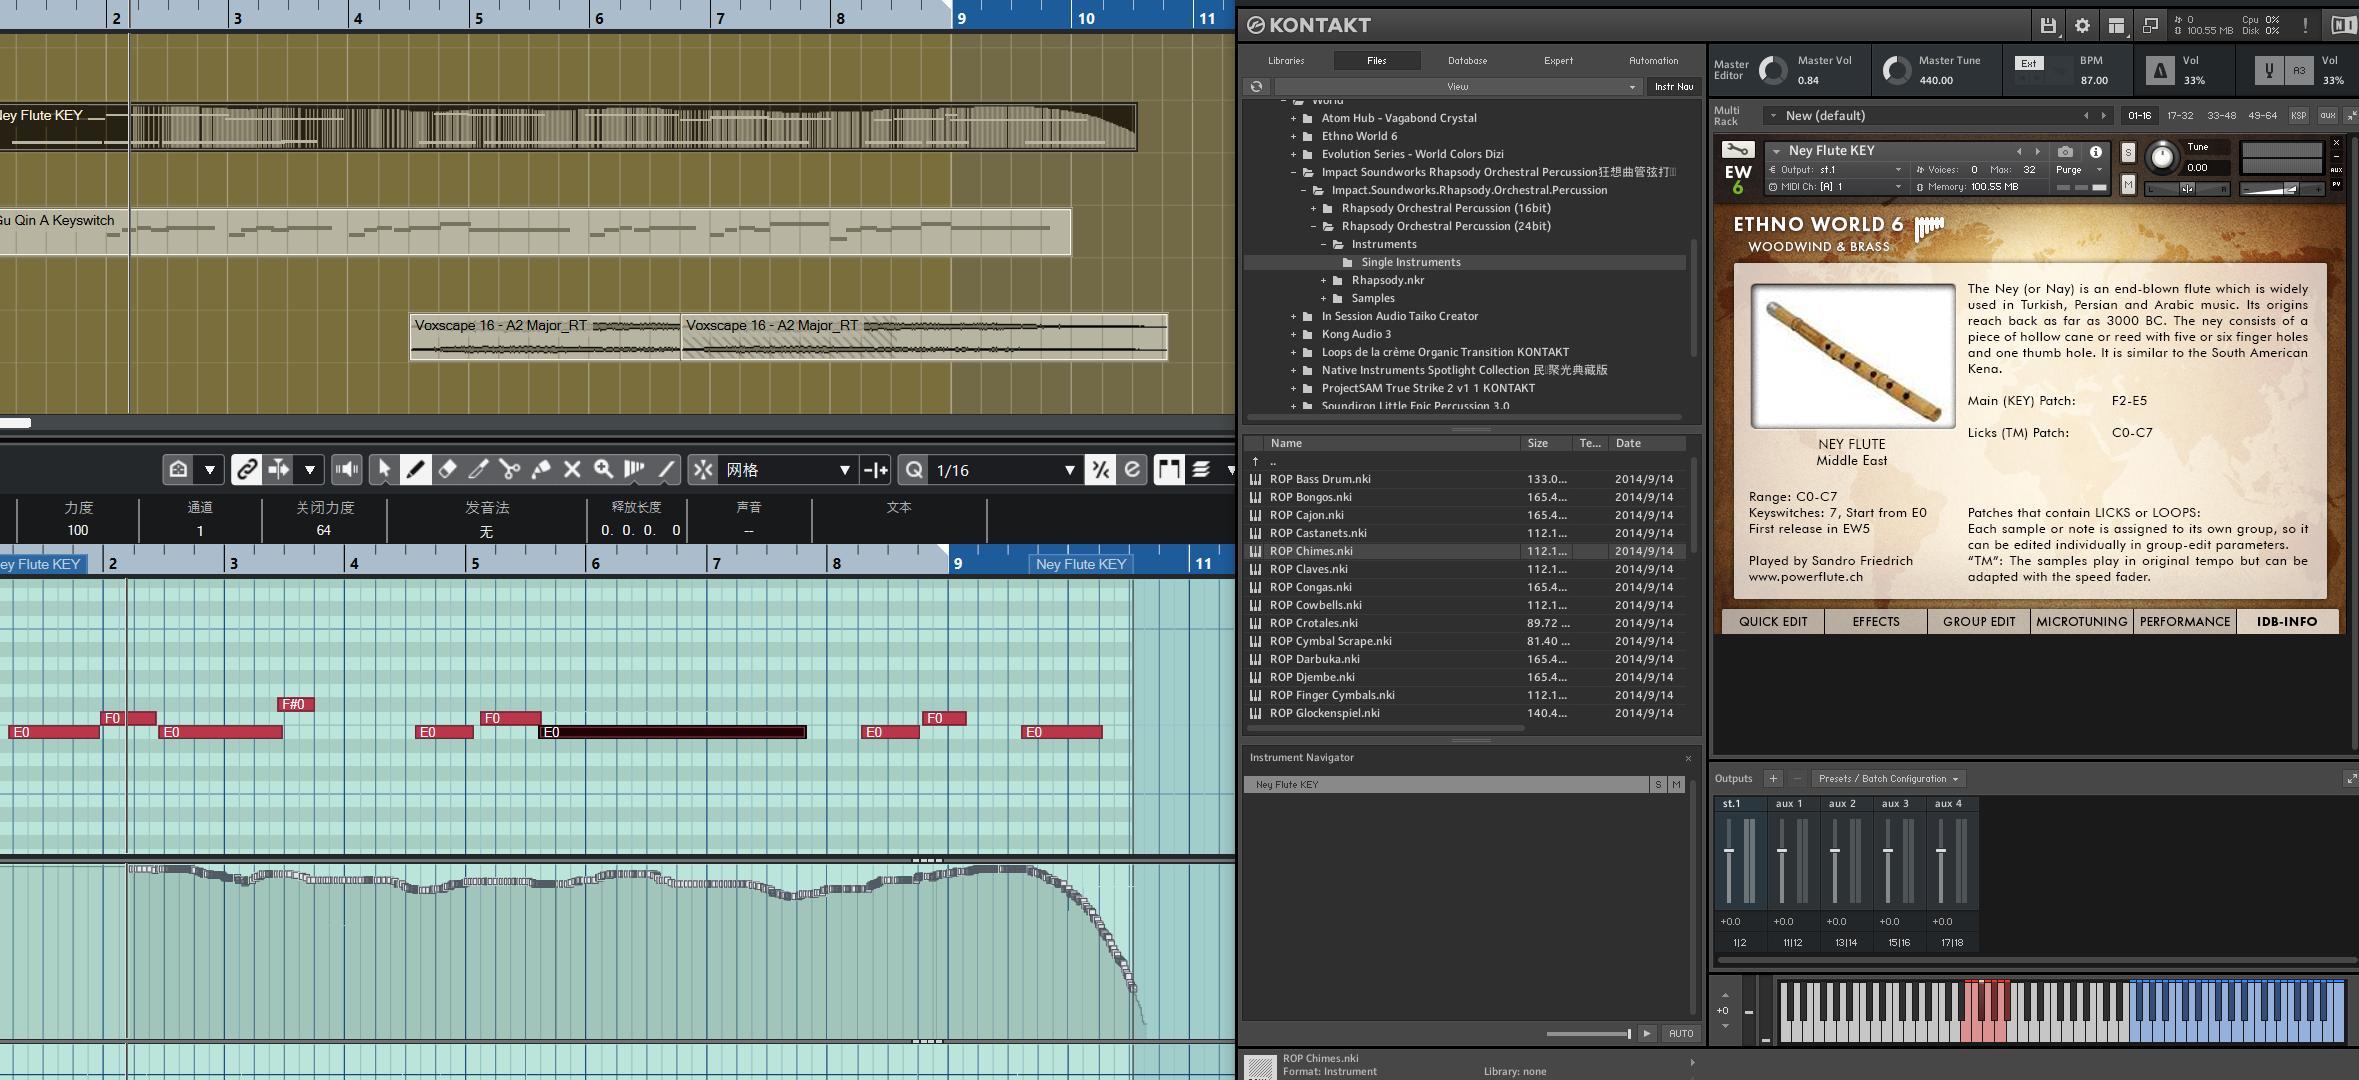 2 3 4 5 6 7 8 9 10 11
Ney Flute KEY
Gu Qin A Keyswitch
Voxscape 16 - A2 Major_RT
Voxscape 16 - A2 Major_RT
网格
1/16
力度 通道 关闭力度 发音法 释放长度 声音 文本
100 1 64 无 0. 0. 0. 0 --
ey Flute KEY 2 3 4 5 6 7 8 9 Ney Flute KEY 11
F#0
F0 F0 F0
E0 E0 E0 E0 E0 E0
KONTAKT
0
100.55 MB
Cpu 0%
Disk 0%
!
Libraries Files Database Expert Automation
View Instr Nav
World
Atom Hub - Vagabond Crystal
Ethno World 6
Evolution Series - World Colors Dizi
Impact Soundworks Rhapsody Orchestral Percussion狂想曲管弦打
Impact.Soundworks.Rhapsody.Orchestral.Percussion
Rhapsody Orchestral Percussion (16bit)
Rhapsody Orchestral Percussion (24bit)
Instruments
Single Instruments
Rhapsody.nkr
Samples
In Session Audio Taiko Creator
Kong Audio 3
Loops de la crème Organic Transition KONTAKT
Native Instruments Spotlight Collection 民 聚光典藏版
ProjectSAM True Strike 2 v1 1 KONTAKT
Soundiron Little Epic Percussion 3.0
Name Size Te... Date
..
ROP Bass Drum.nki 133.0... 2014/9/14
ROP Bongos.nki 165.4... 2014/9/14
ROP Cajon.nki 165.4... 2014/9/14
ROP Castanets.nki 112.1... 2014/9/14
ROP Chimes.nki 112.1... 2014/9/14
ROP Claves.nki 112.1... 2014/9/14
ROP Congas.nki 165.4... 2014/9/14
ROP Cowbells.nki 112.1... 2014/9/14
ROP Crotales.nki 89.72 ... 2014/9/14
ROP Cymbal Scrape.nki 81.40 ... 2014/9/14
ROP Darbuka.nki 165.4... 2014/9/14
ROP Djembe.nki 165.4... 2014/9/14
ROP Finger Cymbals.nki 112.1... 2014/9/14
ROP Glockenspiel.nki 140.4... 2014/9/14
Instrument Navigator
Ney Flute KEY S M
AUTO
ROP Chimes.nki
Format: Instrument Library: none
Master Editor
Master Vol 0.84
Master Tune 440.00
Ext
BPM 87.00
Vol 33%
A3
Vol 33%
Multi Rack
New (default)
01-16 17-32 33-48 49-64 KSP aux
EW 6
Ney Flute KEY
Output: st.1 Voices: 0 Max: 32 Purge
MIDI Ch: [A] 1 Memory: 100.55 MB
S
M
Tune
0.00
L R
AUX
PV
ETHNO WORLD 6
WOODWIND & BRASS
NEY FLUTE
Middle East
Range: C0-C7
Keyswitches: 7, Start from E0
First release in EW5
Played by Sandro Friedrich
www.powerflute.ch
The Ney (or Nay) is an end-blown flute which is widely
used in Turkish, Persian and Arabic music. Its origins
reach back as far as 3000 BC. The ney consists of a
piece of hollow cane or reed with five or six finger holes
and one thumb hole. It is similar to the South American
Kena.
Main (KEY) Patch: F2-E5
Licks (TM) Patch: C0-C7
Patches that contain LICKS or LOOPS:
Each sample or note is assigned to its own group, so it
can be edited individually in group-edit parameters.
"TM": The samples play in original tempo but can be
adapted with the speed fader.
QUICK EDIT EFFECTS GROUP EDIT MICROTUNING PERFORMANCE IDB-INFO
Outputs + − Presets / Batch Configuration
st.1 aux 1 aux 2 aux 3 aux 4
+0.0 +0.0 +0.0 +0.0 +0.0
1|2 11|12 13|14 15|16 17|18
+0